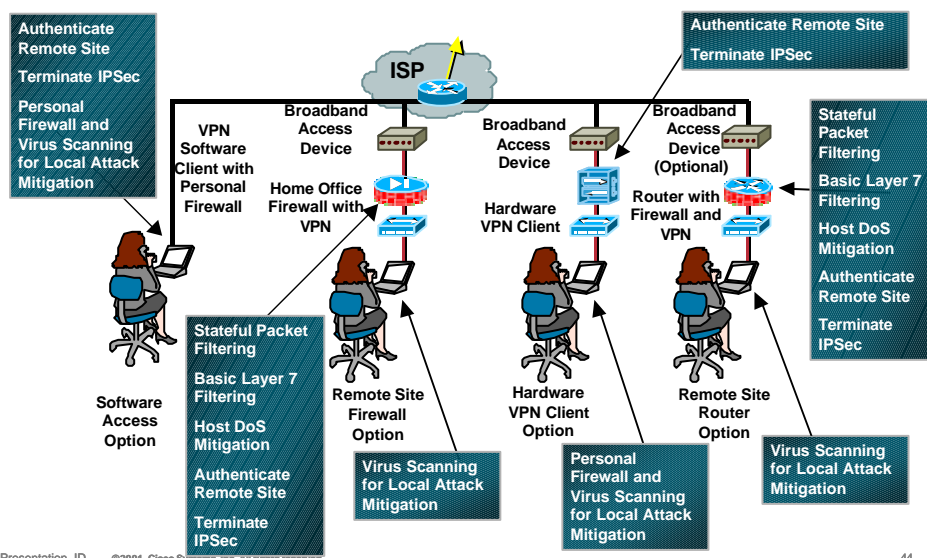 Authenticate
Remote Site
Terminate IPSec
Personal
Firewall and
Virus Scanning
for Local Attack
Mitigation
ISP
Authenticate Remote Site
Terminate IPSec
VPN
Software
Client with
Personal
Firewall
Broadband
Access
Device
Home Office
Firewall with
VPN
Broadband
Access
Device
Hardware
VPN Client
Broadband
Access
Device
(Optional)
Router with
Firewall and
VPN
Stateful
Packet
Filtering
Basic Layer 7
Filtering
Host DoS
Mitigation
Authenticate
Remote Site
Terminate
IPSec
Software
Access
Option
Stateful Packet
Filtering
Basic Layer 7
Filtering
Host DoS
Mitigation
Authenticate
Remote Site
Terminate
IPSec
Remote Site
Firewall
Option
Virus Scanning
for Local Attack
Mitigation
Hardware
VPN Client
Option
Personal
Firewall and
Virus Scanning
for Local Attack
Mitigation
Remote Site
Router
Option
Virus Scanning
for Local Attack
Mitigation
Presentation_ID
44